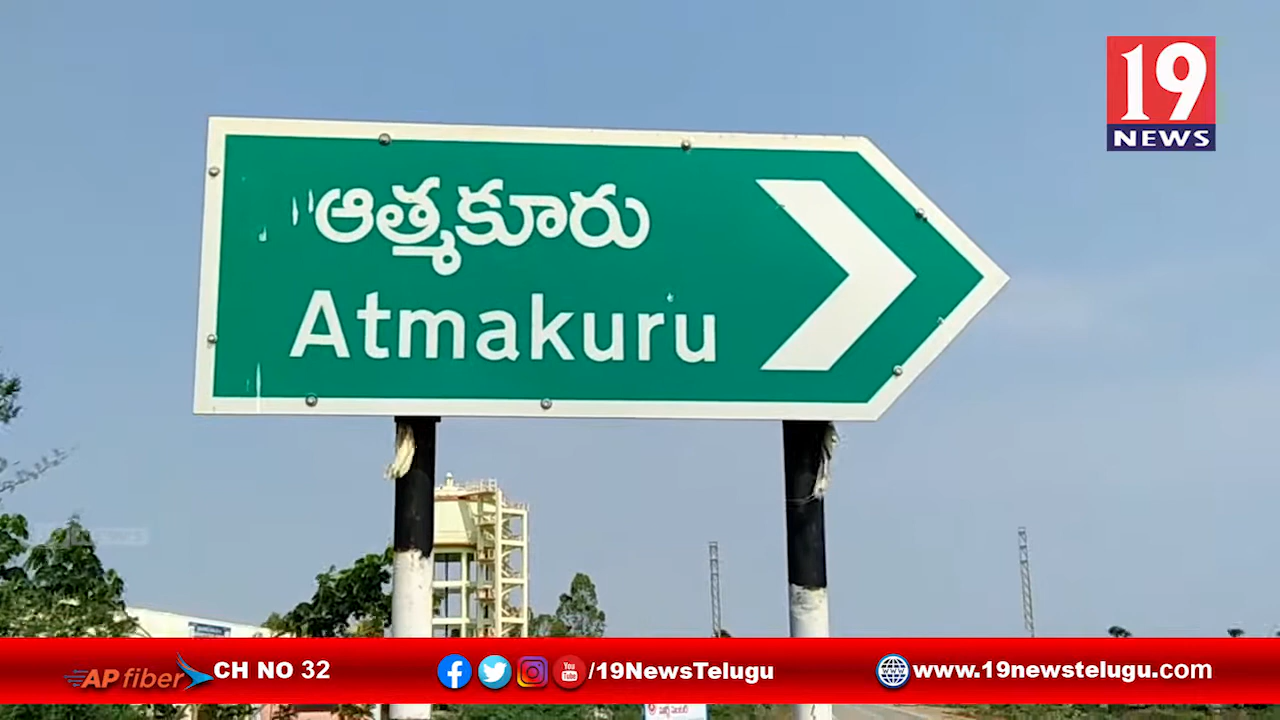 19
NEWS
ఆత్మకూరు
Atmakuru
AP fiber CH NO 32
/19NewsTelugu
www.19newstelugu.com